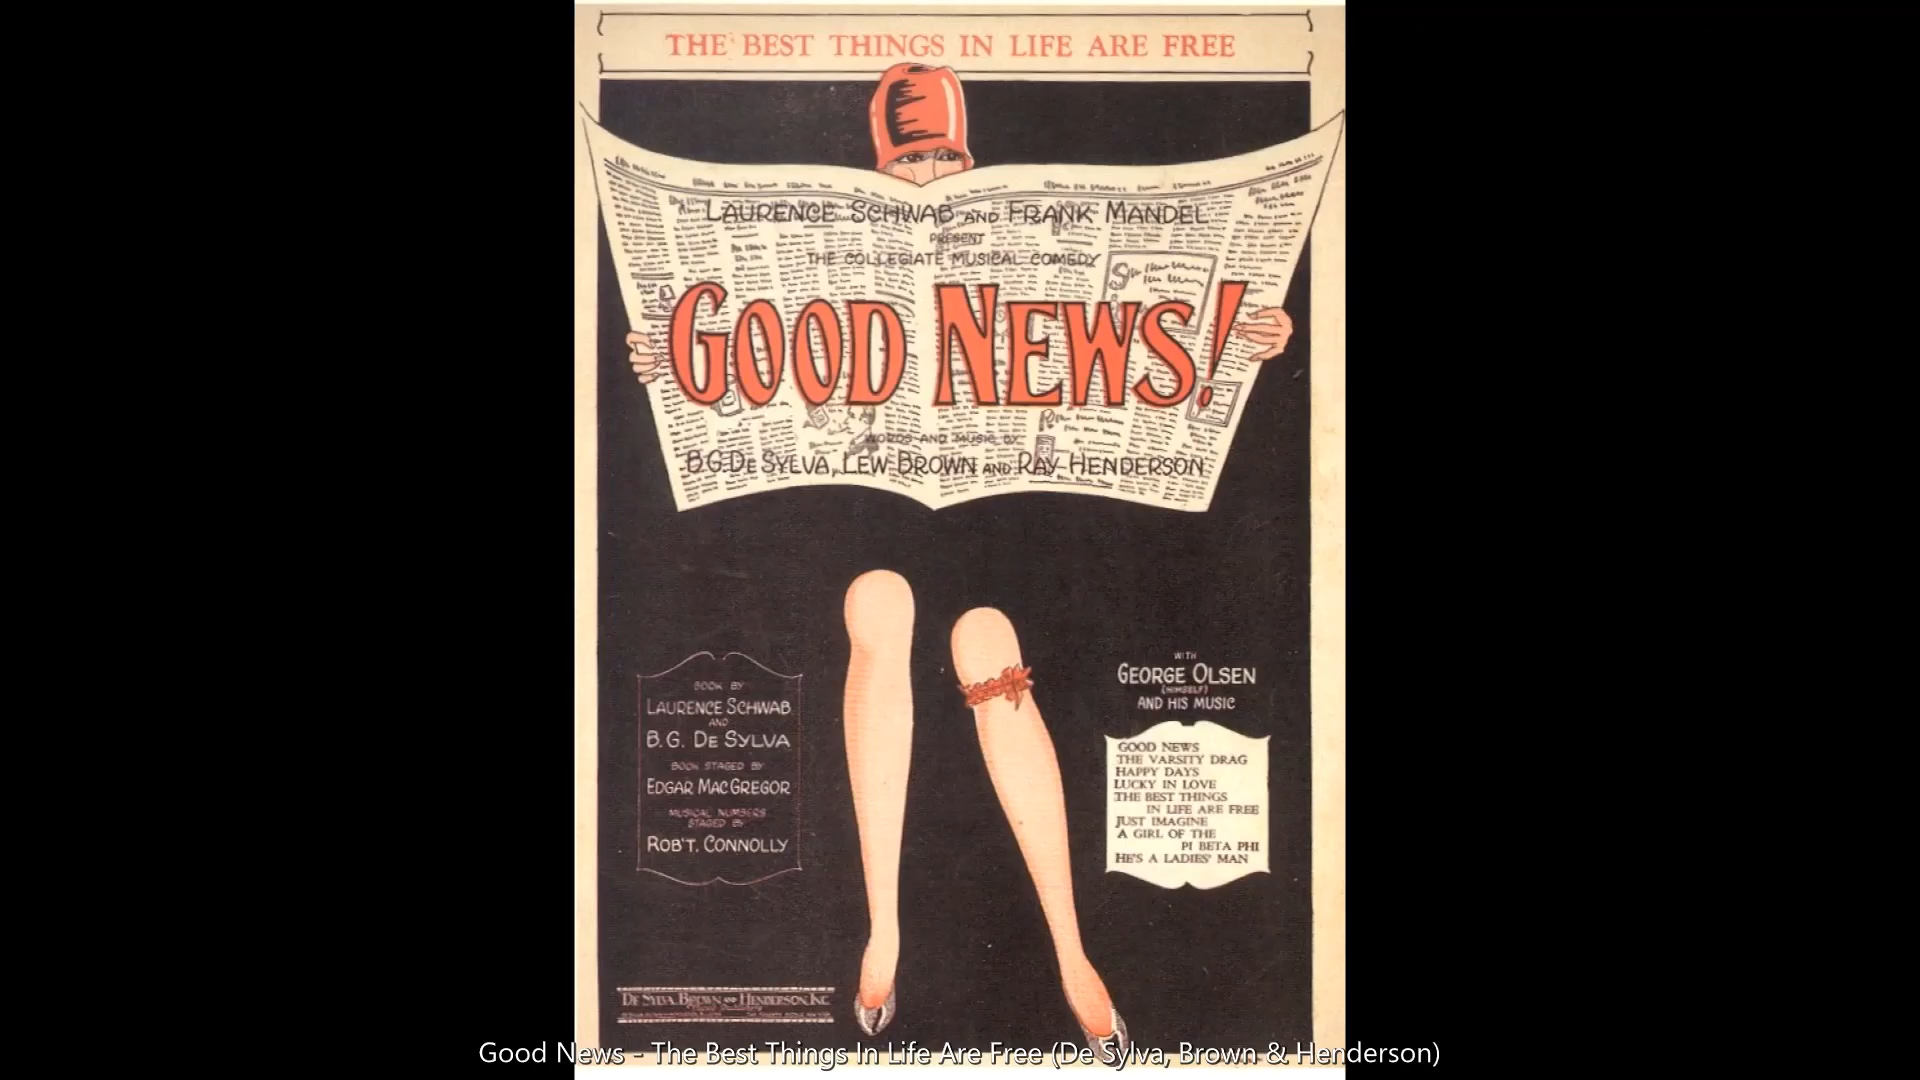 THE BEST THINGS IN LIFE ARE FREE
LAURENCE SCHWAB AND FRANK MANDEL
PRESENT
THE COLLEGIATE MUSICAL COMEDY
GOOD NEWS!
WORDS AND MUSIC BY
B.G. DE SYLVA, LEW BROWN AND RAY HENDERSON
BOOK BY
LAURENCE SCHWAB
AND
B.G. DE SYLVA
BOOK STAGED BY
EDGAR MACGREGOR
MUSICAL NUMBERS
STAGED BY
ROB'T. CONNOLLY
WITH
GEORGE OLSEN
(HIMSELF)
AND HIS MUSIC
GOOD NEWS
THE VARSITY DRAG
HAPPY DAYS
LUCKY IN LOVE
THE BEST THINGS
IN LIFE ARE FREE
JUST IMAGINE
A GIRL OF THE
PI BETA PHI
HE'S A LADIES' MAN
DE SYLVA, BROWN AND HENDERSON, INC
Good News - The Best Things In Life Are Free (De Sylva, Brown & Henderson)